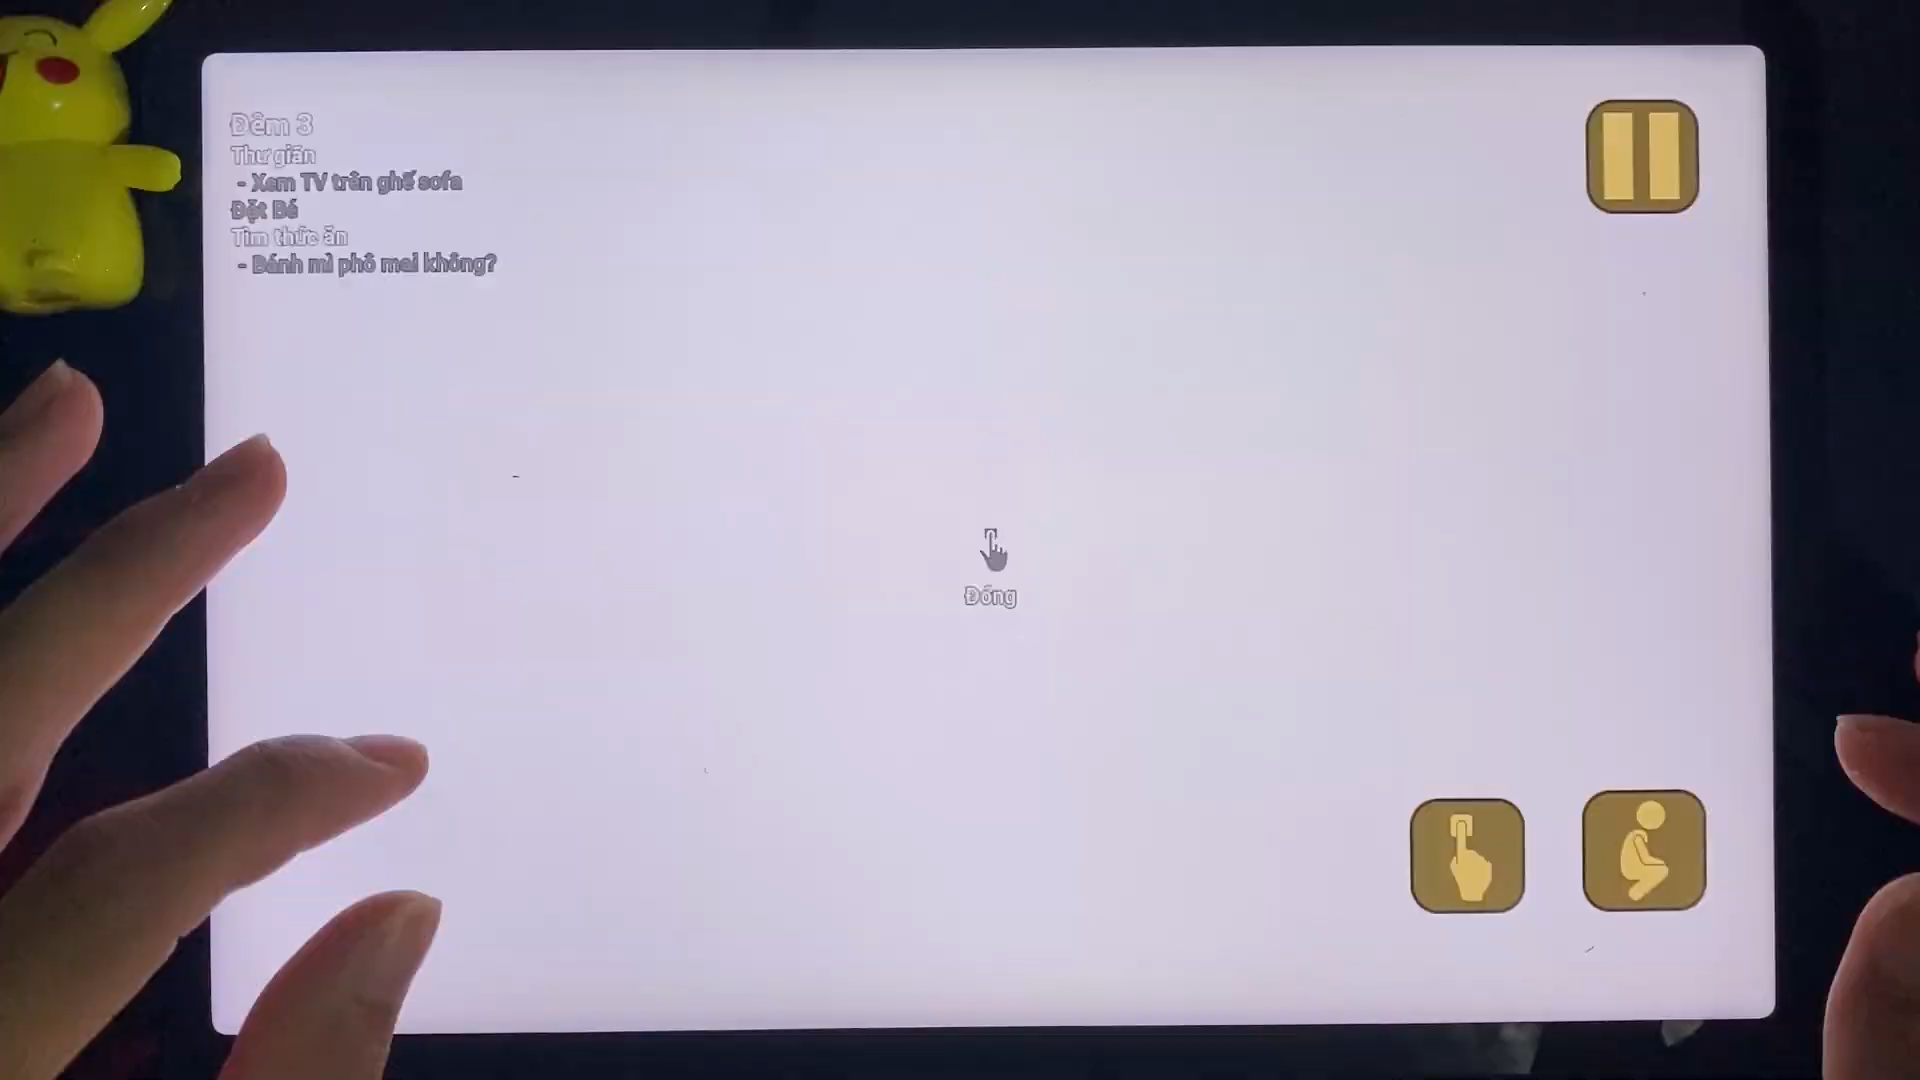 Đêm 3
Thư giãn
- Xem TV trên ghế sofa
Đặt Bé
Tìm thức ăn
- Bánh mì phô mai không?
Đóng